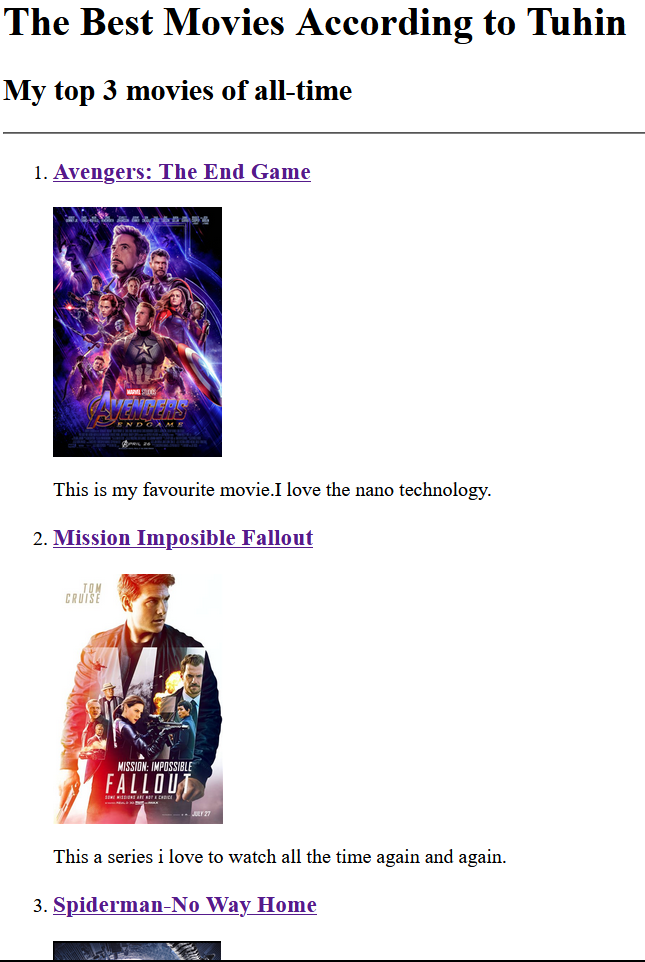 The Best Movies According to Tuhin
My top 3 movies of all-time
1. Avengers: The End Game
MARVEL STUDIOS
AVENGERS
ENDGAME
APRIL 26
This is my favourite movie.I love the nano technology.
2. Mission Imposible Fallout
TOM
CRUISE
MISSION: IMPOSSIBLE
FALLOUT
SOME MISSIONS ARE NOT A CHOICE
JULY 27
This a series i love to watch all the time again and again.
3. Spiderman-No Way Home